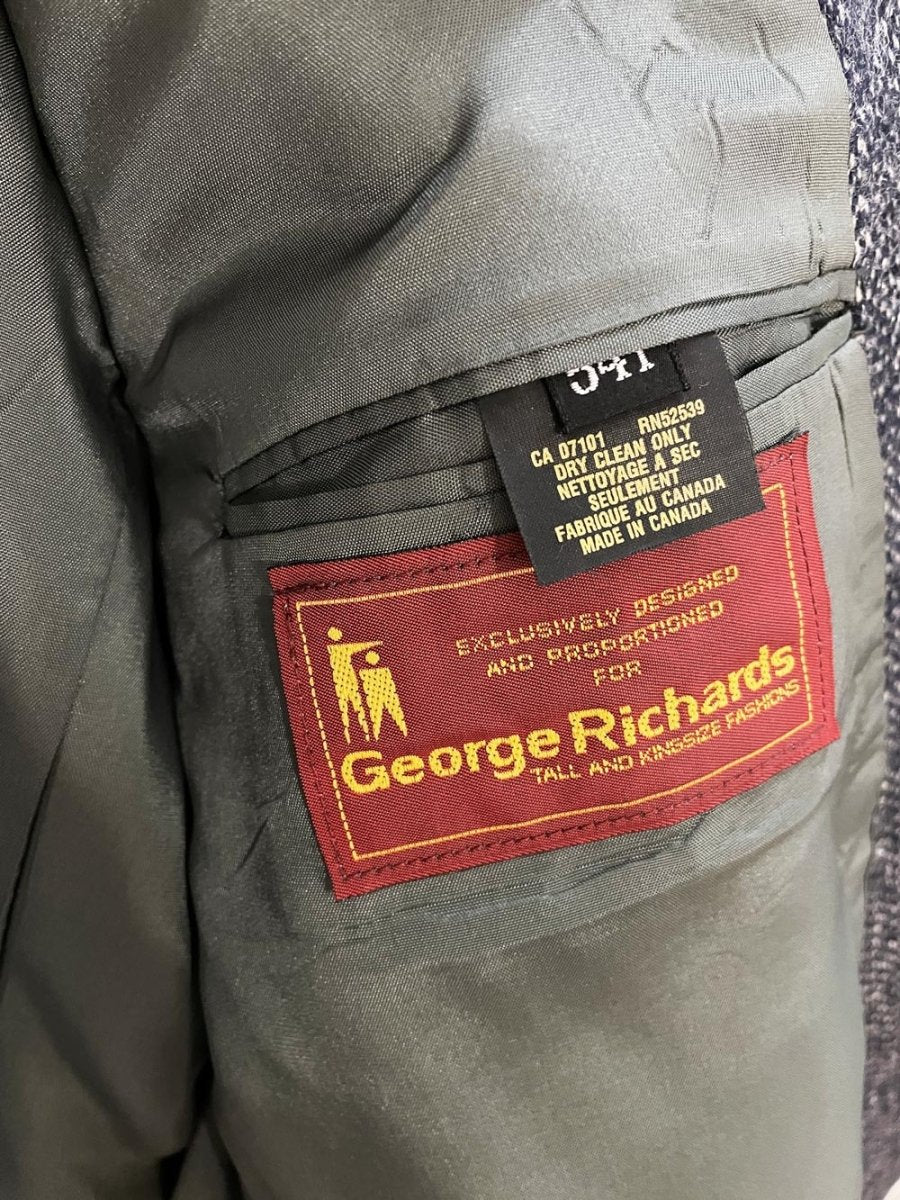 CA 07101 RN52539
DRY CLEAN ONLY
NETTOYAGE A SEC
SEULEMENT
FABRIQUE AU CANADA
MADE IN CANADA
EXCLUSIVELY DESIGNED
AND PROPORTIONED
FOR
George Richards
TALL AND KINGSIZE FASHIONS